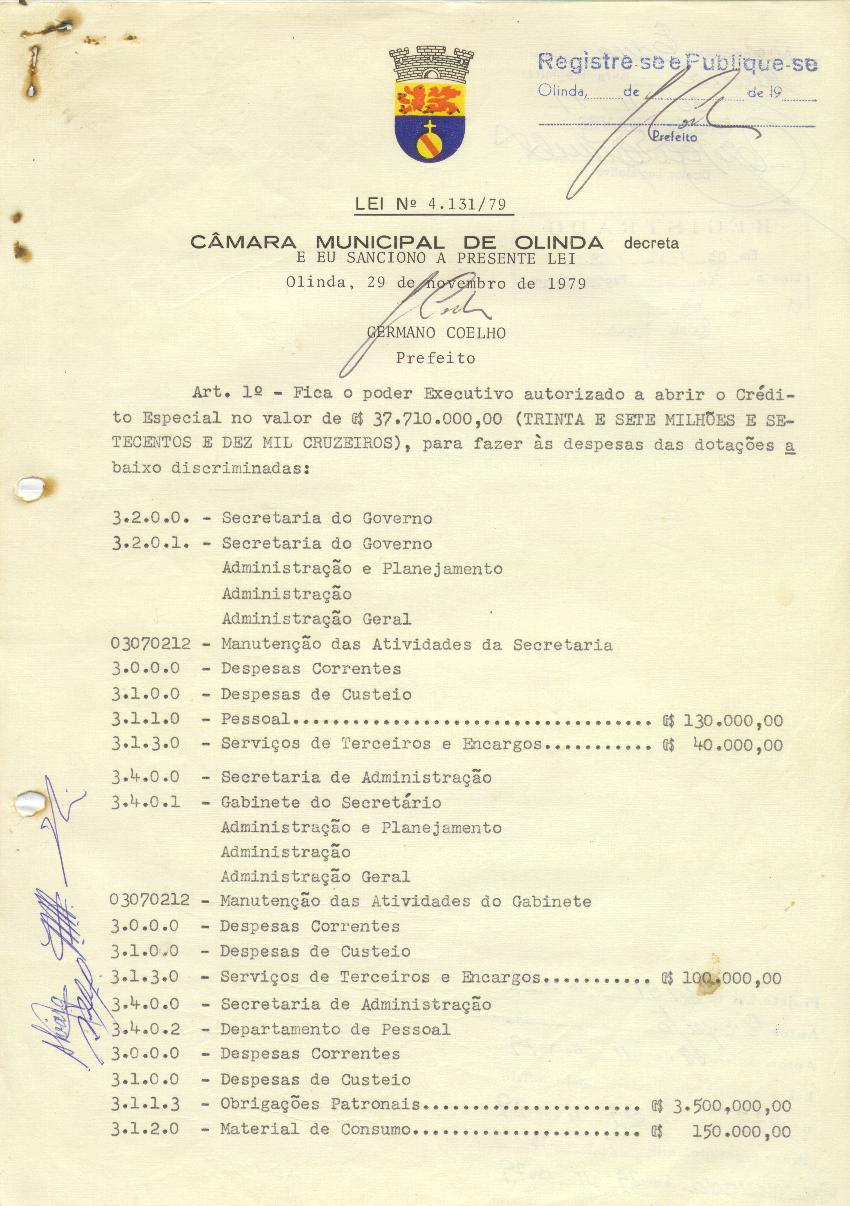 Registre-se e Publique-se
Olinda, de de 19
Prefeito
LEI Nº 4.131/79
CÂMARA MUNICIPAL DE OLINDA decreta
E EU SANCIONO A PRESENTE LEI
Olinda, 29 de novembro de 1979
GERMANO COELHO
Prefeito
Art. 1º - Fica o poder Executivo autorizado a abrir o Crédi-
to Especial no valor de Cr$ 37.710.000,00 (TRINTA E SETE MILHÕES E SE-
TECENTOS E DEZ MIL CRUZEIROS), para fazer às despesas das dotações a
baixo discriminadas:
3.2.0.0. - Secretaria do Governo
3.2.0.1. - Secretaria do Governo
Administração e Planejamento
Administração
Administração Geral
03070212 - Manutenção das Atividades da Secretaria
3.0.0.0 - Despesas Correntes
3.1.0.0 - Despesas de Custeio
3.1.1.0 - Pessoal.................................... Cr$ 130.000,00
3.1.3.0 - Serviços de Terceiros e Encargos........... Cr$ 40.000,00
3.4.0.0 - Secretaria de Administração
3.4.0.1 - Gabinete do Secretário
Administração e Planejamento
Administração
Administração Geral
03070212 - Manutenção das Atividades do Gabinete
3.0.0.0 - Despesas Correntes
3.1.0.0 - Despesas de Custeio
3.1.3.0 - Serviços de Terceiros e Encargos........... Cr$ 100.000,00
3.4.0.0 - Secretaria de Administração
3.4.0.2 - Departamento de Pessoal
3.0.0.0 - Despesas Correntes
3.1.0.0 - Despesas de Custeio
3.1.1.3 - Obrigações Patronais...................... Cr$ 3.500,000,00
3.1.2.0 - Material de Consumo....................... Cr$ 150.000,00